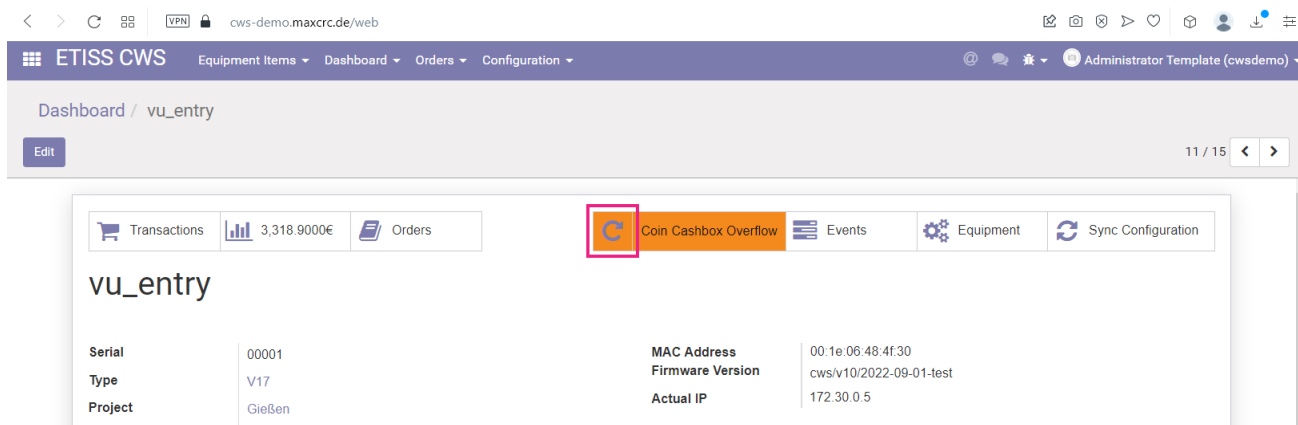 VPN cws-demo.maxcrc.de/web
ETISS CWS Equipment Items Dashboard Orders Configuration @ Administrator Template (cwsdemo)
Dashboard / vu_entry
Edit 11 / 15
Transactions 3,318.9000€ Orders Coin Cashbox Overflow Events Equipment Sync Configuration
vu_entry
Serial 00001 MAC Address 00:1e:06:48:4f:30
Type V17 Firmware Version cws/v10/2022-09-01-test
Project Gießen Actual IP 172.30.0.5